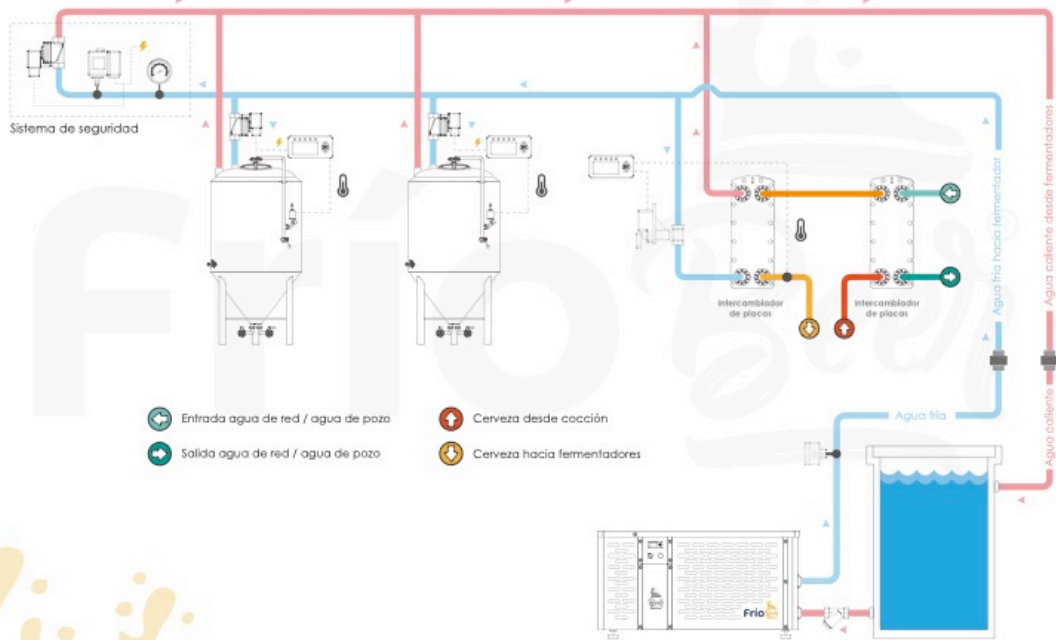 Sistema de seguridad
Agua fría hacia fermentador
Agua caliente desde fermentadores
Intercambiador
de placas
Intercambiador
de placas
Entrada agua de red / agua de pozo
Salida agua de red / agua de pozo
Cerveza desde cocción
Cerveza hacia fermentadores
Agua fría
Agua caliente
Frío
frío Beer